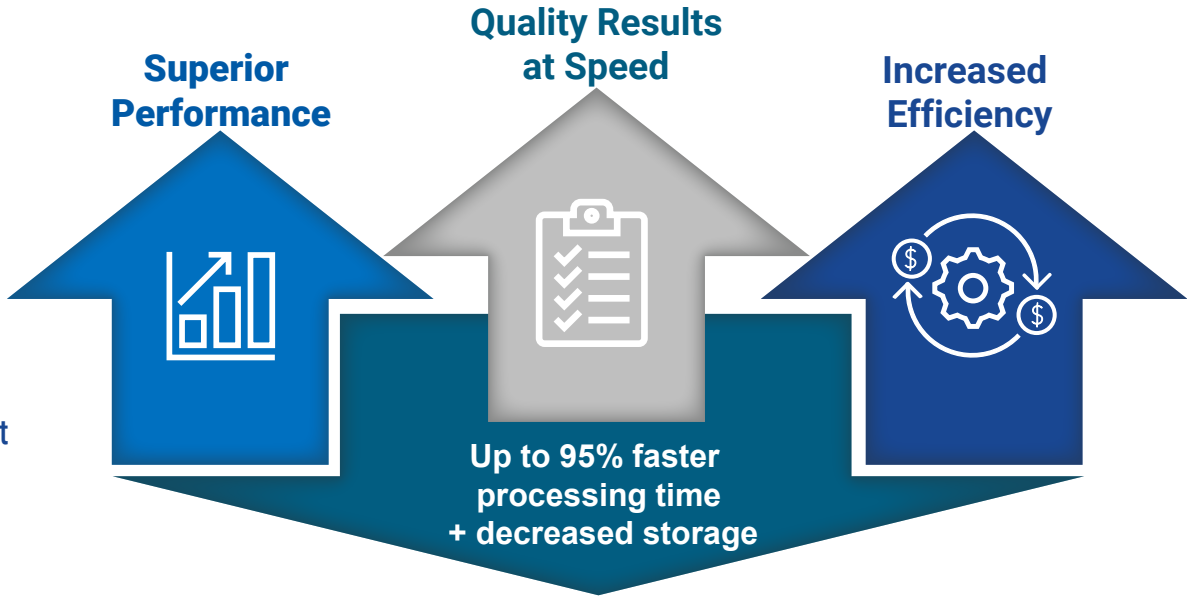 Quality Results
at Speed
Superior
Performance
Increased
Efficiency
$
$
t
Up to 95% faster
processing time
+ decreased storage